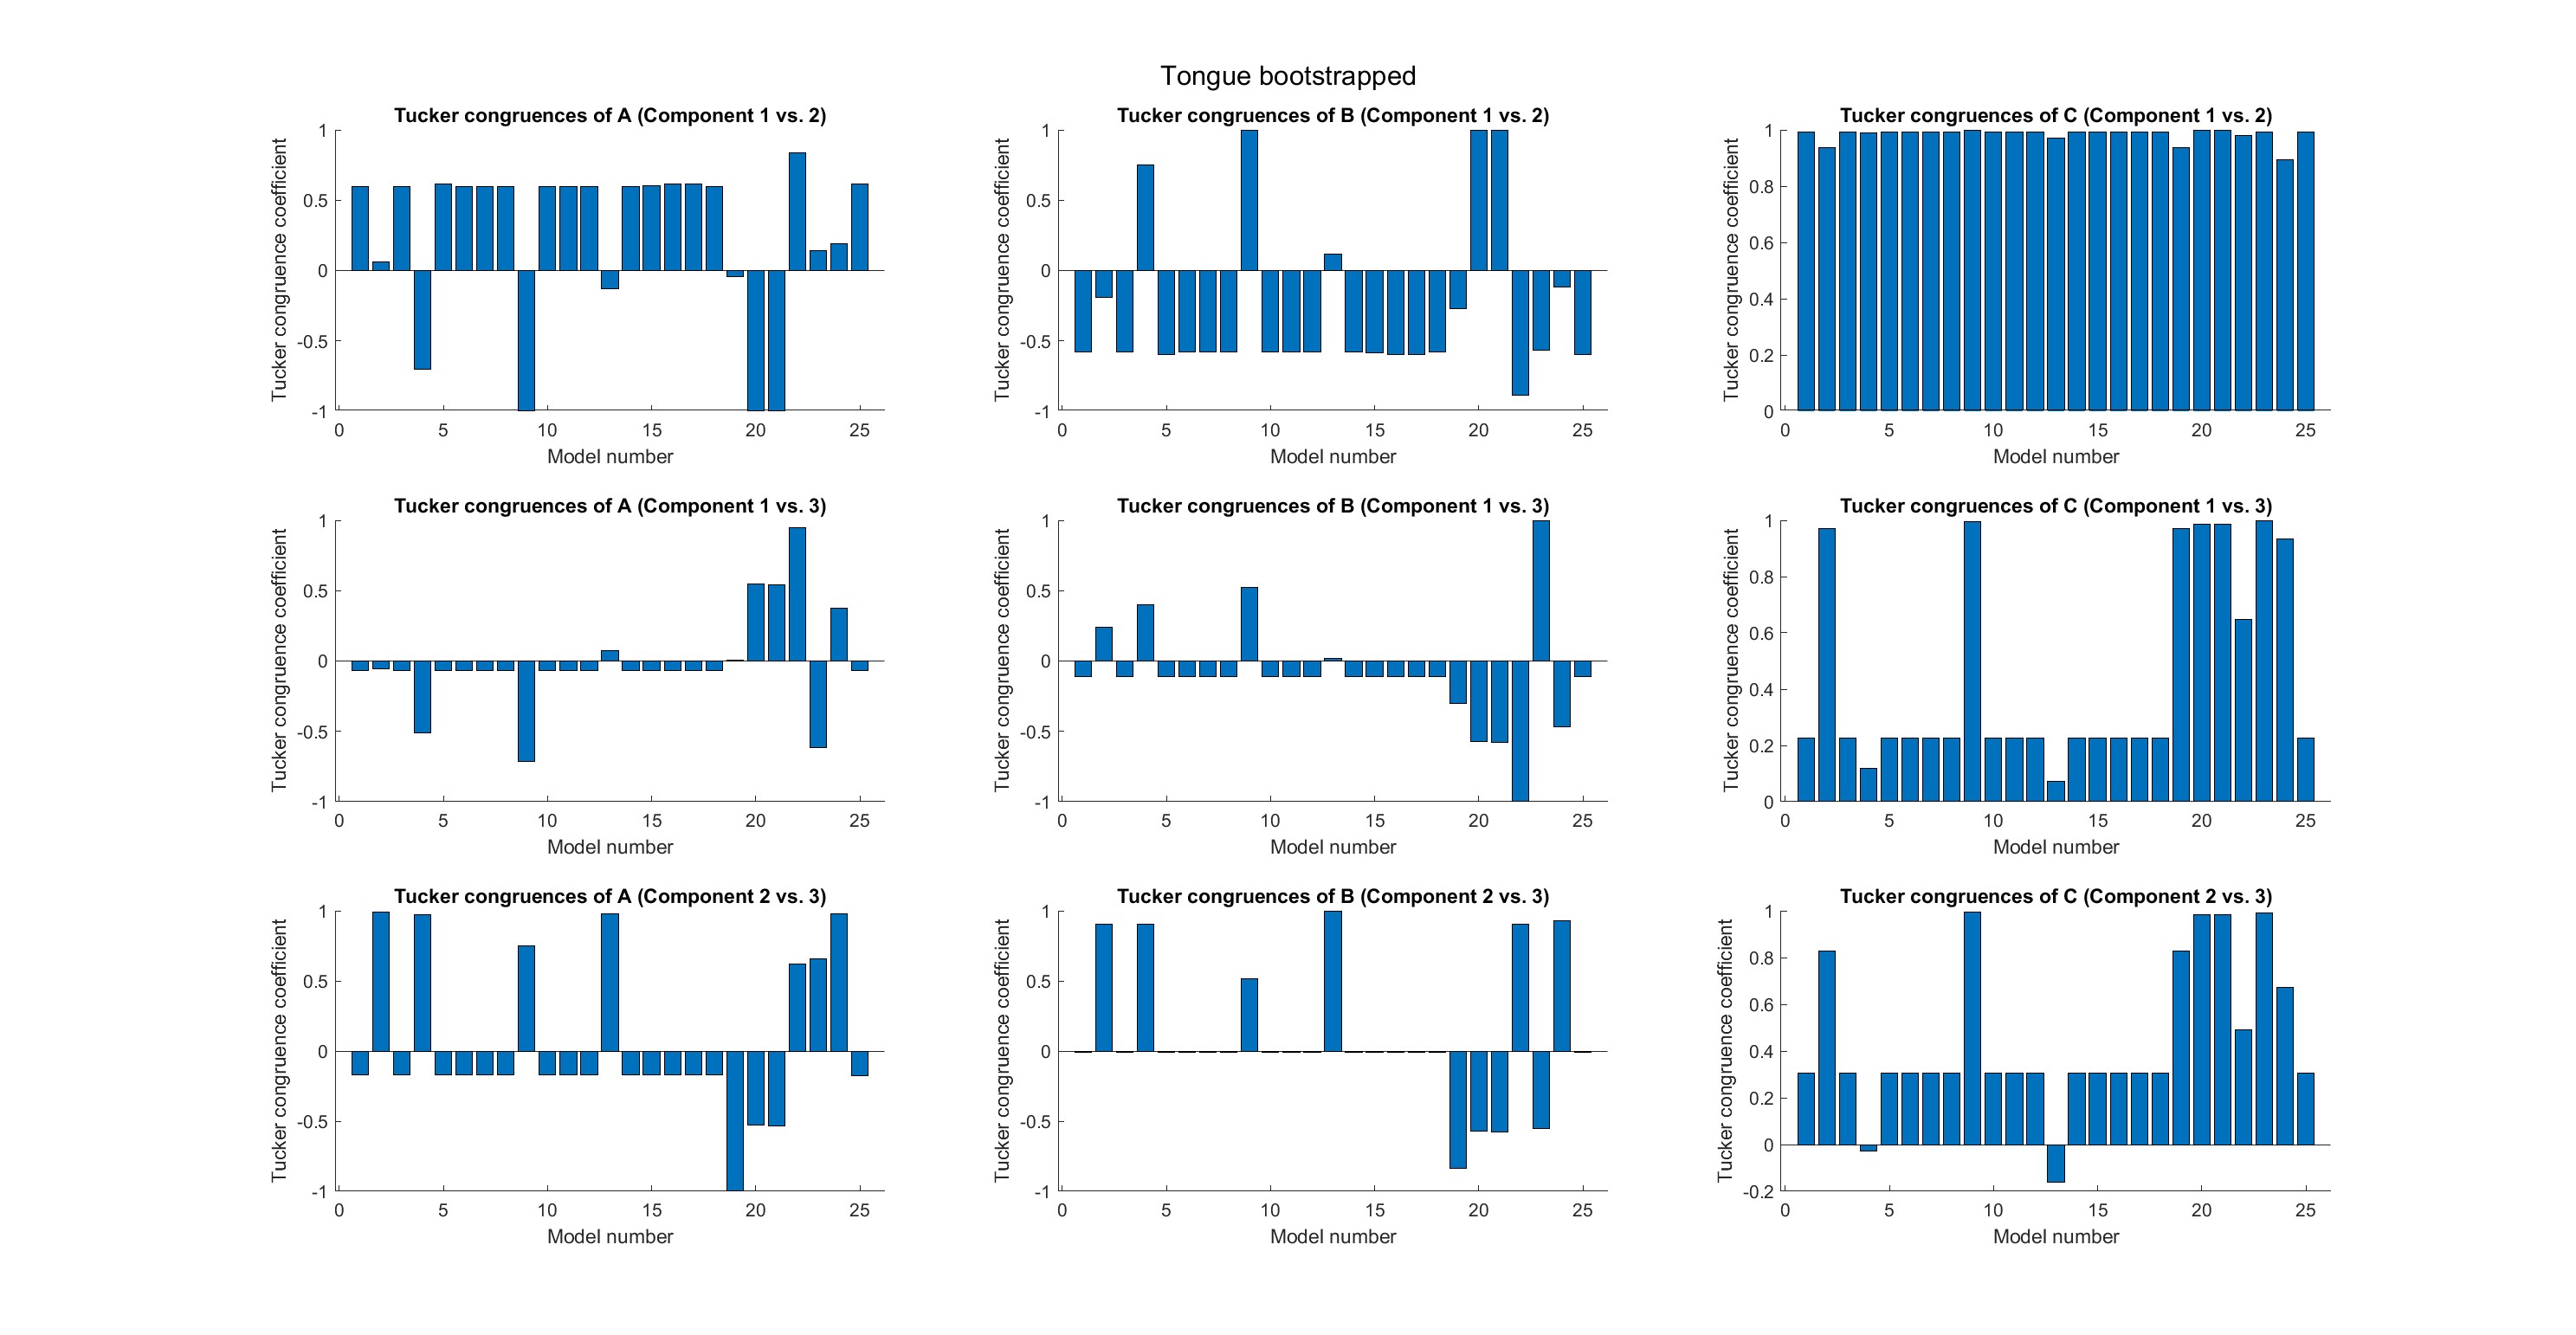 Tongue bootstrapped
Tucker congruences of A (Component 1 vs. 2)
Tucker congruence coefficient
1
0.5
0
-0.5
-1
0 5 10 15 20 25
Model number
Tucker congruences of B (Component 1 vs. 2)
Tucker congruence coefficient
1
0.5
0
-0.5
-1
0 5 10 15 20 25
Model number
Tucker congruences of C (Component 1 vs. 2)
Tucker congruence coefficient
1
0.8
0.6
0.4
0.2
0
0 5 10 15 20 25
Model number
Tucker congruences of A (Component 1 vs. 3)
Tucker congruence coefficient
1
0.5
0
-0.5
-1
0 5 10 15 20 25
Model number
Tucker congruences of B (Component 1 vs. 3)
Tucker congruence coefficient
1
0.5
0
-0.5
-1
0 5 10 15 20 25
Model number
Tucker congruences of C (Component 1 vs. 3)
Tucker congruence coefficient
1
0.8
0.6
0.4
0.2
0
0 5 10 15 20 25
Model number
Tucker congruences of A (Component 2 vs. 3)
Tucker congruence coefficient
1
0.5
0
-0.5
-1
0 5 10 15 20 25
Model number
Tucker congruences of B (Component 2 vs. 3)
Tucker congruence coefficient
1
0.5
0
-0.5
-1
0 5 10 15 20 25
Model number
Tucker congruences of C (Component 2 vs. 3)
Tucker congruence coefficient
1
0.8
0.6
0.4
0.2
0
-0.2
0 5 10 15 20 25
Model number